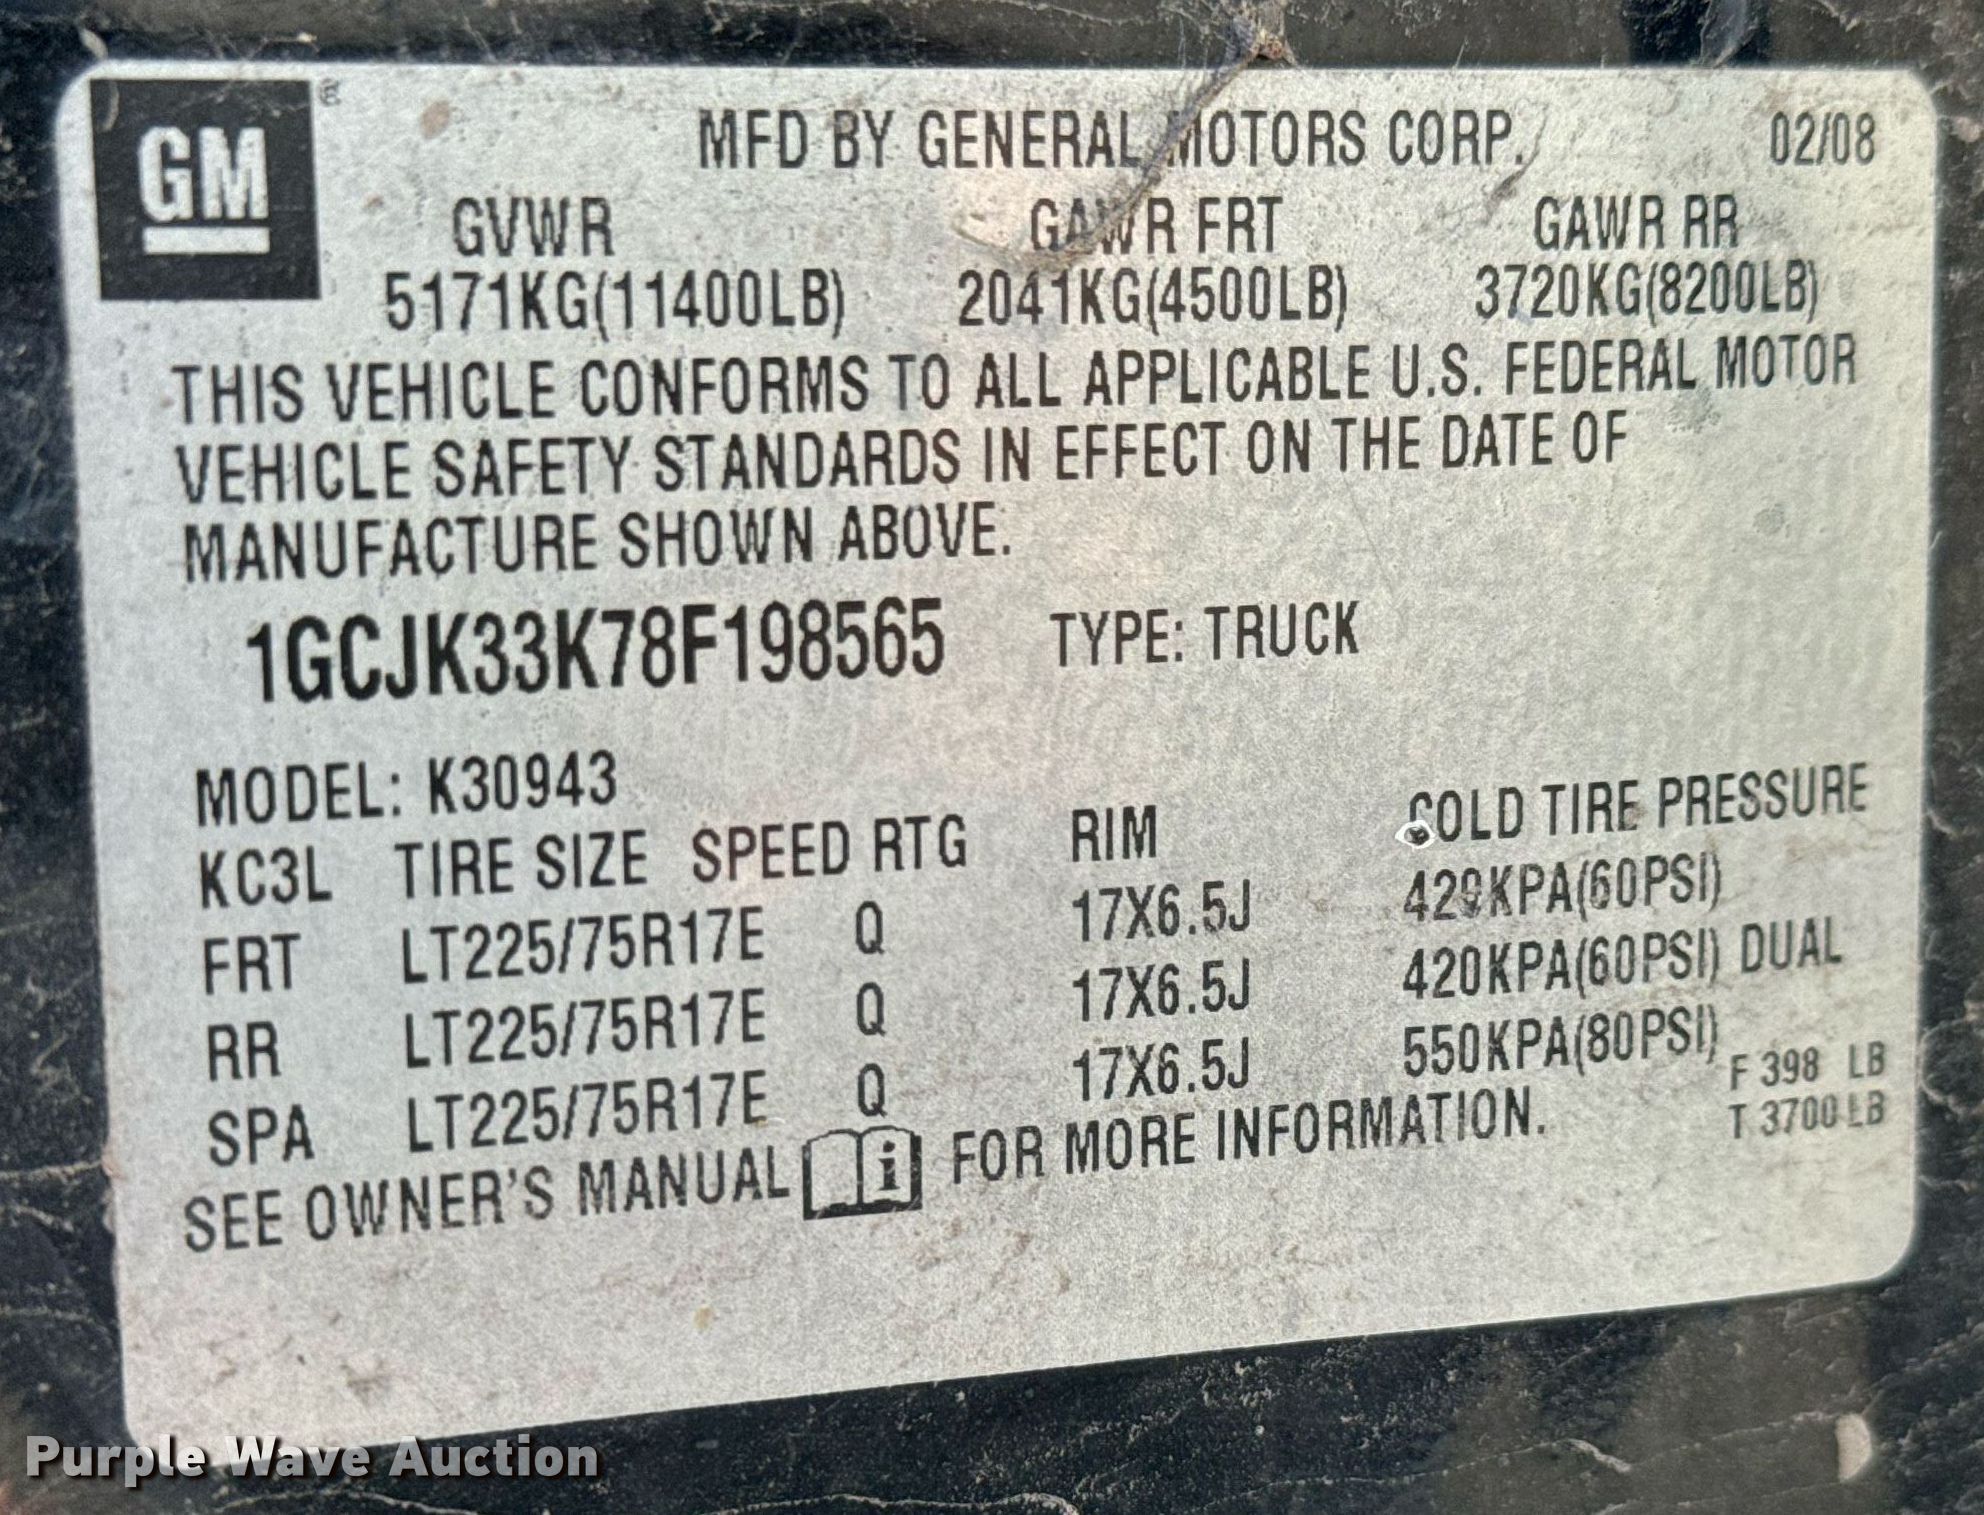 GM ®
MFD BY GENERAL MOTORS CORP. 02/08
GVWR GAWR FRT GAWR RR
5171KG(11400LB) 2041KG(4500LB) 3720KG(8200LB)
THIS VEHICLE CONFORMS TO ALL APPLICABLE U.S. FEDERAL MOTOR
VEHICLE SAFETY STANDARDS IN EFFECT ON THE DATE OF
MANUFACTURE SHOWN ABOVE.
1GCJK33K78F198565 TYPE: TRUCK
MODEL: K30943
KC3L TIRE SIZE SPEED RTG RIM COLD TIRE PRESSURE
FRT LT225/75R17E Q 17X6.5J 420KPA(60PSI)
RR LT225/75R17E Q 17X6.5J 420KPA(60PSI) DUAL
SPA LT225/75R17E Q 17X6.5J 550KPA(80PSI)
F 398 LB
T 3700 LB
SEE OWNER'S MANUAL i FOR MORE INFORMATION.
Purple Wave Auction